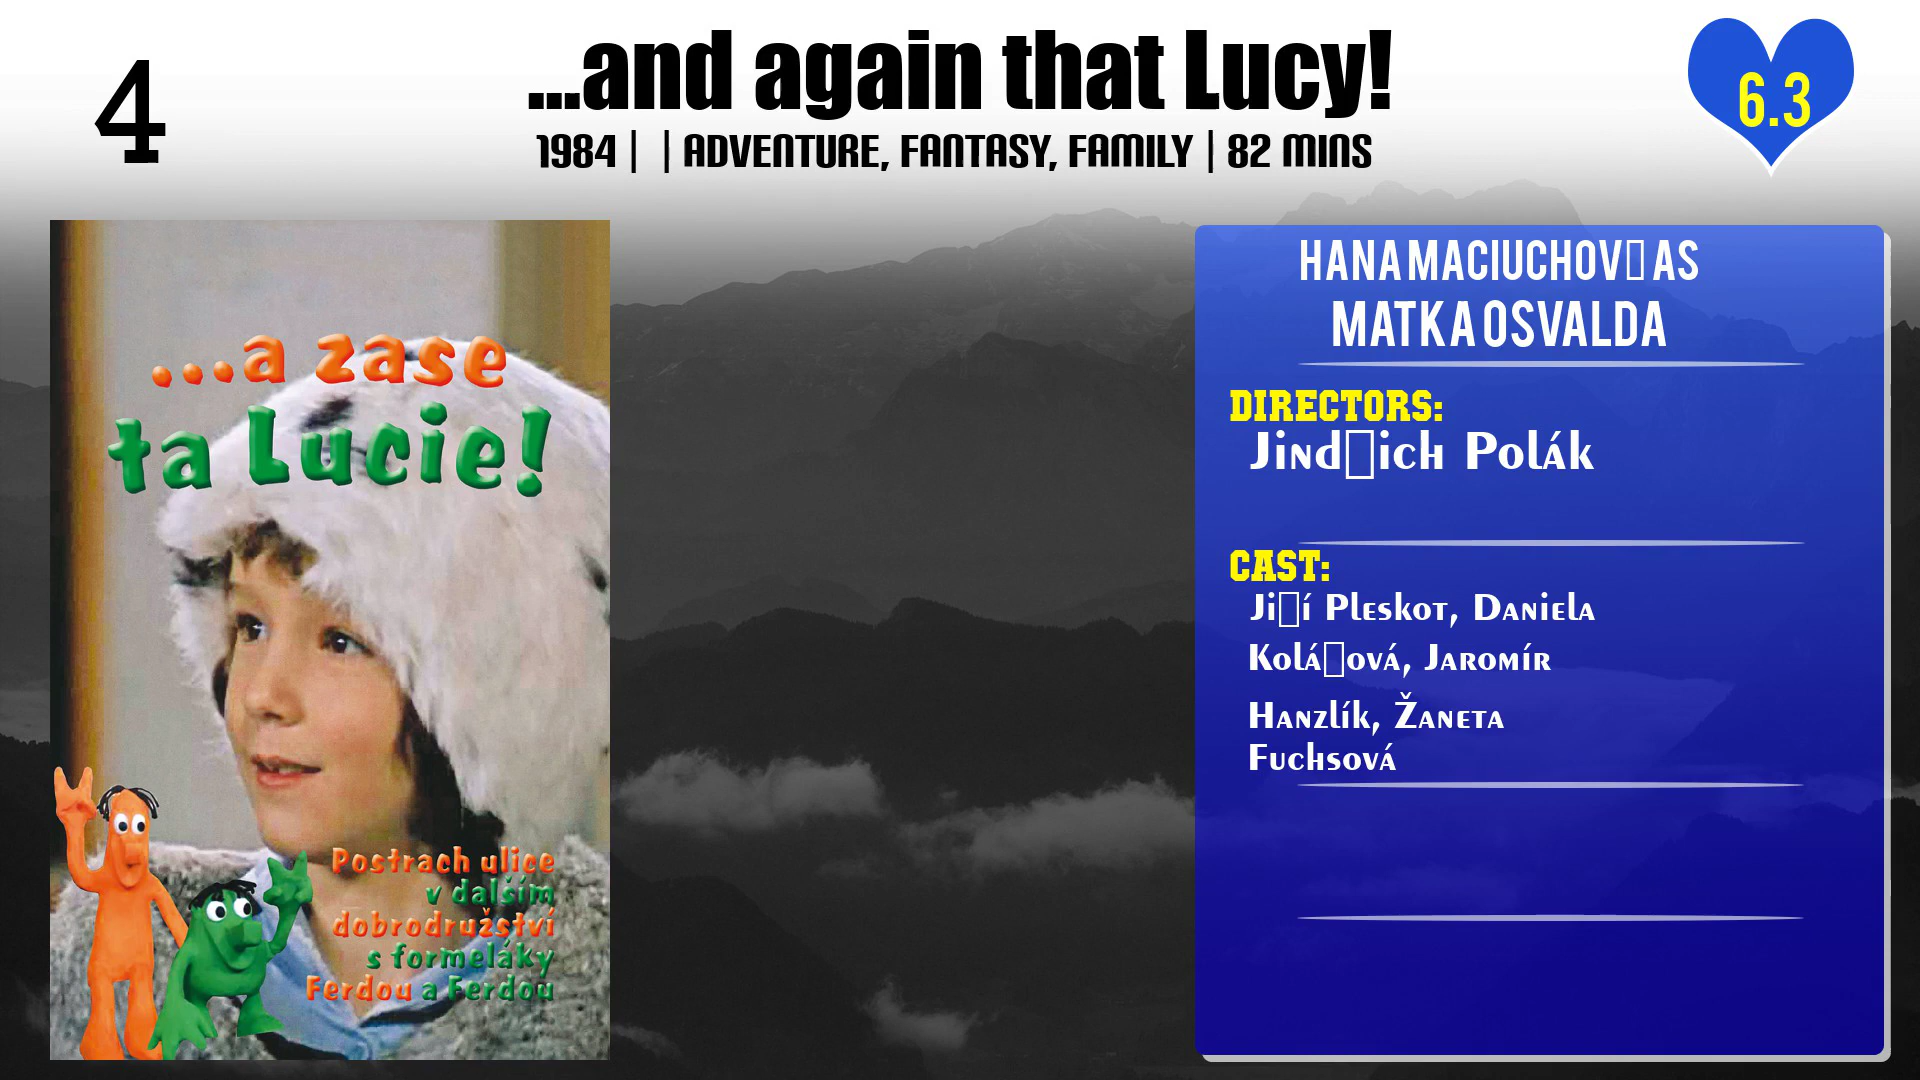 4
...and again that Lucy!
1984 | | ADVENTURE, FANTASY, FAMILY | 82 MINS
6.3
...a zase
ta Lucie!
Postrach ulice
v dalším
dobrodružství
s formeláky
Ferdou a Ferdou
HANA MACIUCHOV▯ AS
MATKA OSVALDA
DIRECTORS:
Jind▯ich Polák
CAST:
Ji▯í Pleskot, Daniela
Kolá▯ová, Jaromír
Hanzlík, Žaneta
Fuchsová